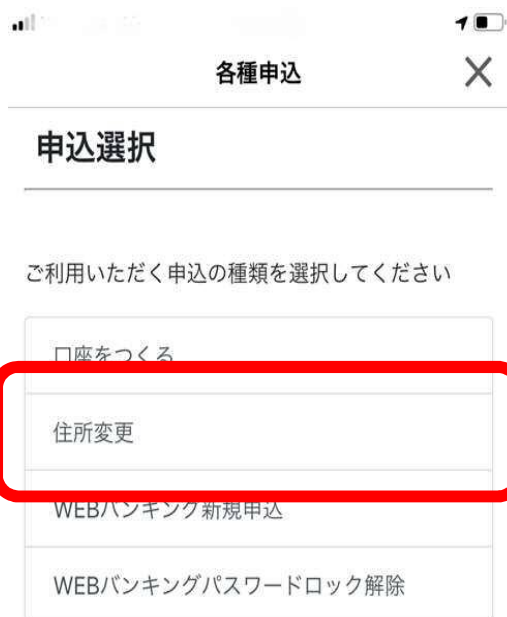 各種申込
申込選択
ご利用いただく申込の種類を選択してください
口座をつくる
住所変更
WEBバンキング新規申込
WEBバンキングパスワードロック解除